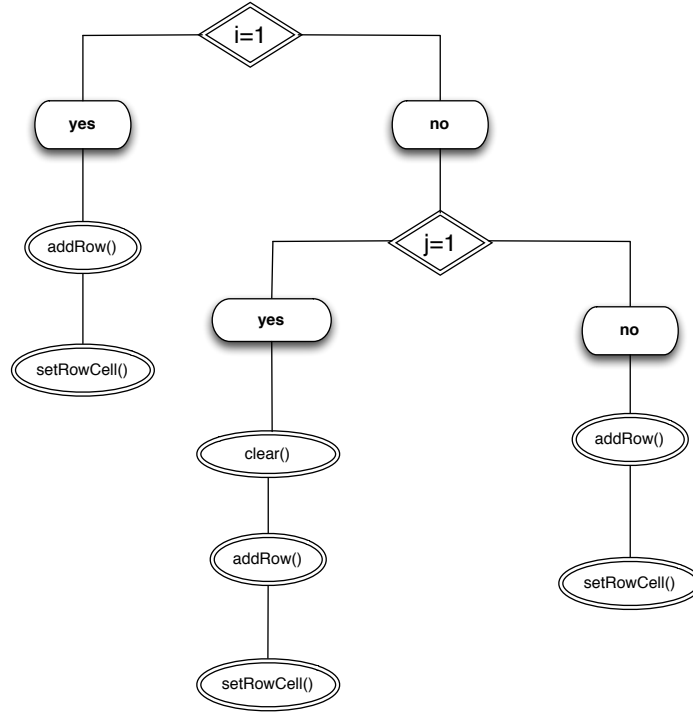 i=1
yes
no
addRow()
j=1
setRowCell()
yes
no
clear()
addRow()
addRow()
setRowCell()
setRowCell()